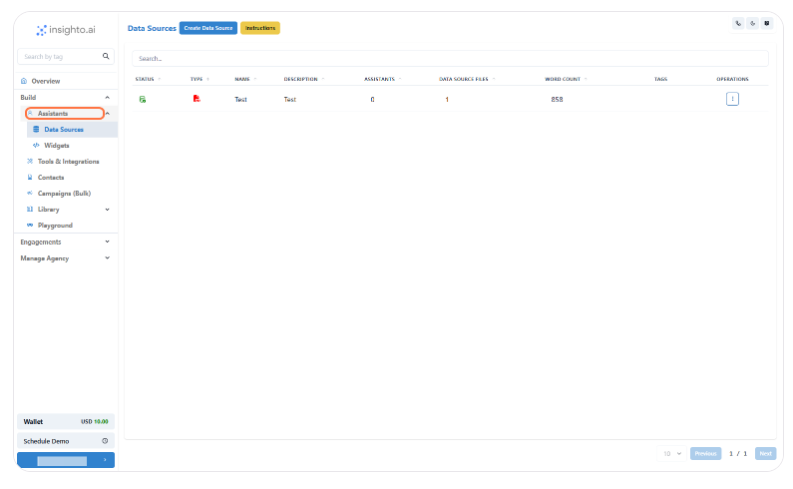 insighto.ai
Search by tag
Overview
Build
Assistants
Data Sources
Widgets
Tools & Integrations
Contacts
Campaigns (Bulk)
Library
Playground
Engagements
Manage Agency
Wallet USD 10.00
Schedule Demo
Data Sources Create Data Source Instructions
Search...
STATUS TYPE NAME DESCRIPTION ASSISTANTS DATA SOURCE FILES WORD COUNT TAGS OPERATIONS
Test Test 0 1 858
10 Previous 1 / 1 Next